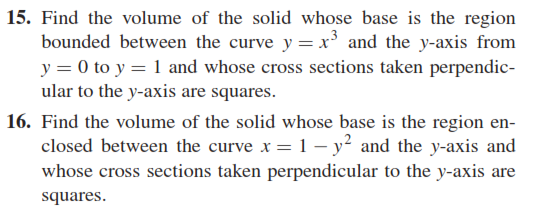 15. Find the volume of the solid whose base is the region
bounded between the curve y = x³ and the y-axis from
y = 0 to y = 1 and whose cross sections taken perpendic-
ular to the y-axis are squares.
16. Find the volume of the solid whose base is the region en-
closed between the curve x = 1 − y² and the y-axis and
whose cross sections taken perpendicular to the y-axis are
squares.